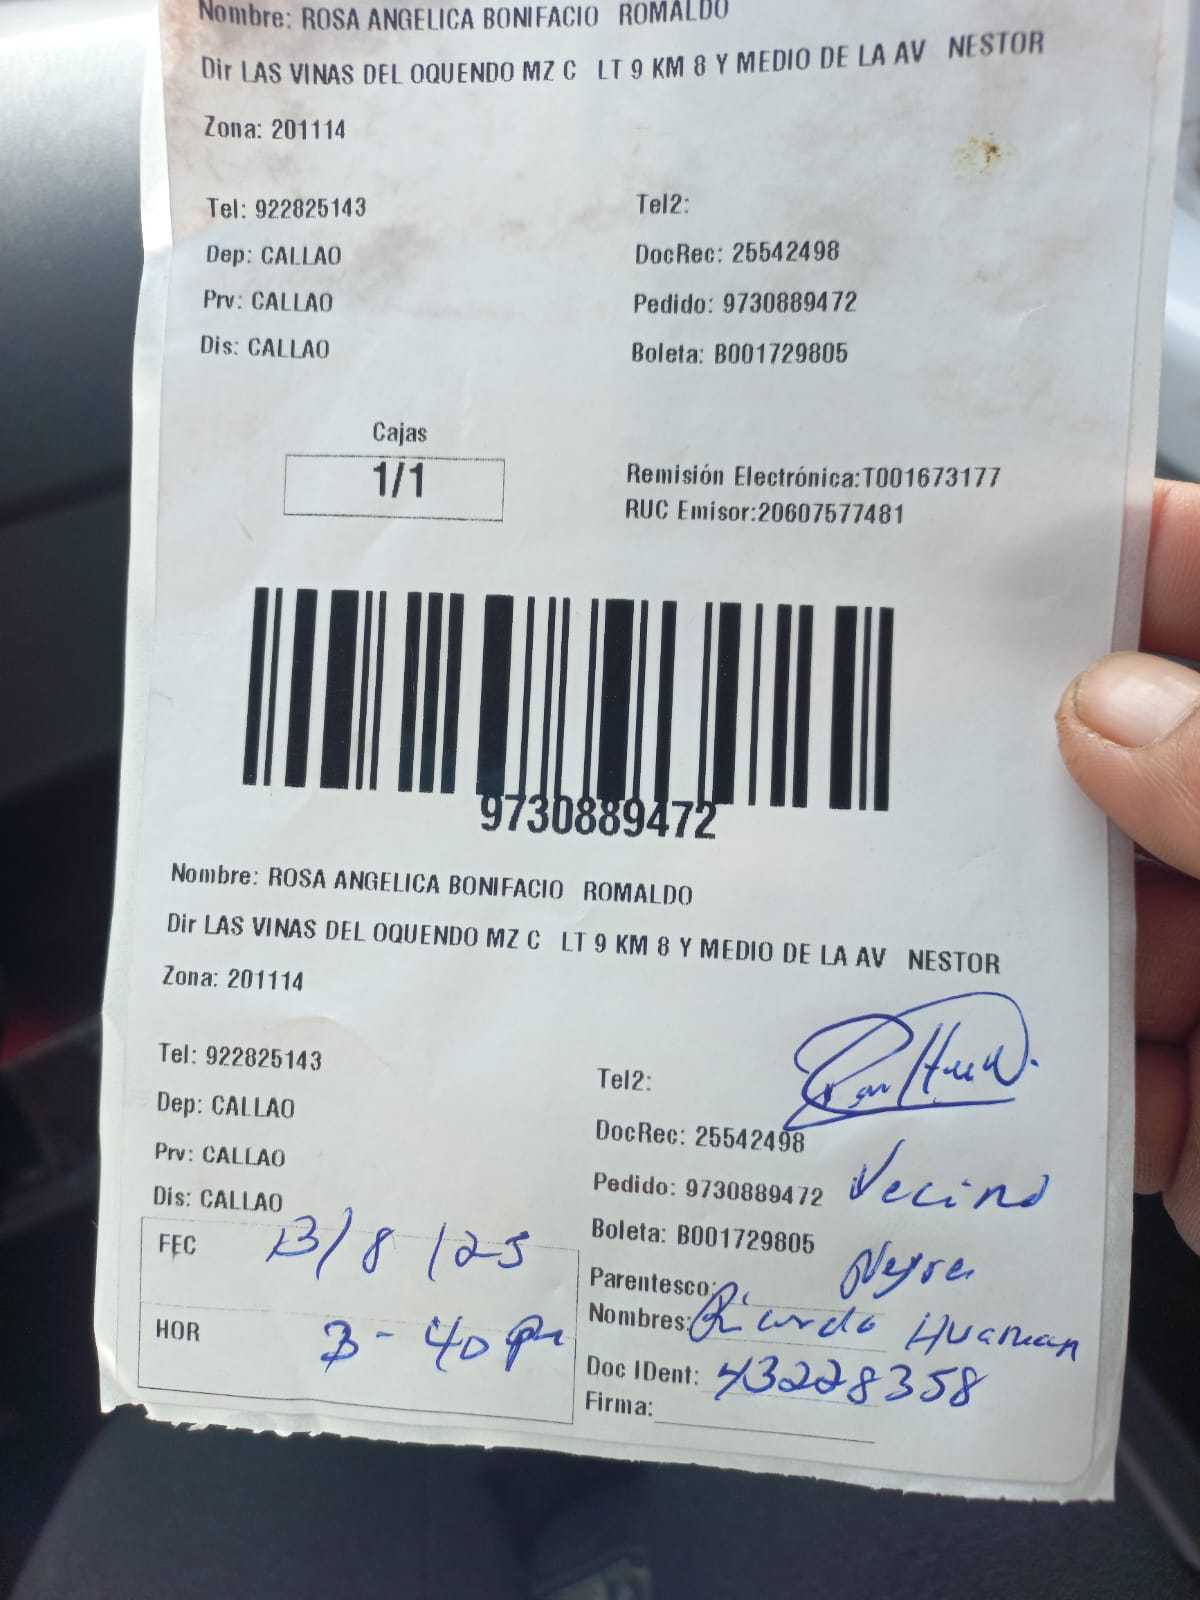 Nombre: ROSA ANGELICA BONIFACIO ROMALDO
Dir LAS VINAS DEL OQUENDO MZ C LT 9 KM 8 Y MEDIO DE LA AV NESTOR
Zona: 201114
Tel: 922825143 Tel2:
Dep: CALLAO DocRec: 25542498
Prv: CALLAO Pedido: 9730889472
Dis: CALLAO Boleta: B001729805
Cajas
1/1
Remisión Electrónica:T001673177
RUC Emisor:20607577481
9730889472
Nombre: ROSA ANGELICA BONIFACIO ROMALDO
Dir LAS VINAS DEL OQUENDO MZ C LT 9 KM 8 Y MEDIO DE LA AV NESTOR
Zona: 201114
Tel: 922825143 Tel2:
Dep: CALLAO DocRec: 25542498
Prv: CALLAO Pedido: 9730889472 Vecino
Dis: CALLAO Boleta: B001729805
FEC 13/8/25
Parentesco:
Nombres: Ricardo Huaman
HOR 3-40 pm
Doc IDent: 43228358
Firma: